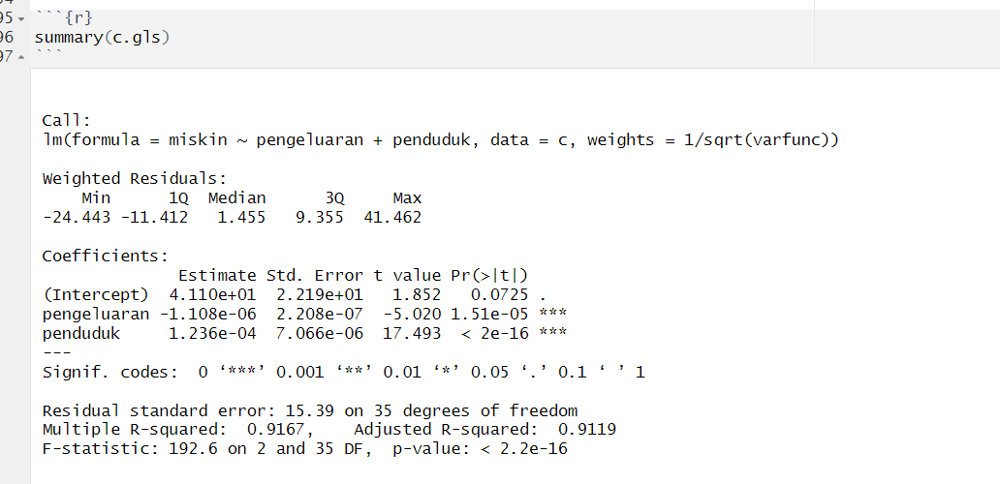 95 ```{r}
96 summary(c.gls)
97 ```
Call:
lm(formula = miskin ~ pengeluaran + penduduk, data = c, weights = 1/sqrt(varfunc))
Weighted Residuals:
    Min      1Q  Median      3Q     Max
-24.443 -11.412   1.455   9.355  41.462
Coefficients:
              Estimate Std. Error t value Pr(>|t|)
(Intercept)  4.110e+01  2.219e+01   1.852   0.0725 .
pengeluaran -1.108e-06  2.208e-07  -5.020 1.51e-05 ***
penduduk     1.236e-04  7.066e-06  17.493  < 2e-16 ***
---
Signif. codes:  0 ‘***’ 0.001 ‘**’ 0.01 ‘*’ 0.05 ‘.’ 0.1 ‘ ’ 1
Residual standard error: 15.39 on 35 degrees of freedom
Multiple R-squared:  0.9167,    Adjusted R-squared:  0.9119
F-statistic: 192.6 on 2 and 35 DF,  p-value: < 2.2e-16